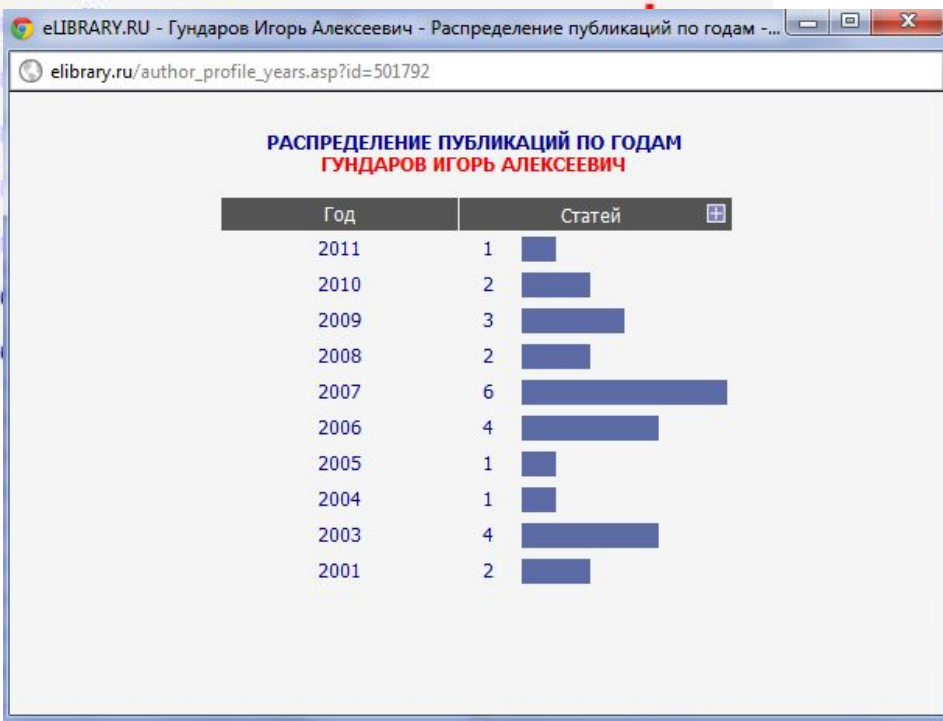 eLIBRARY.RU - Гундаров Игорь Алексеевич - Распределение публикаций по годам -...
elibrary.ru/author_profile_years.asp?id=501792
РАСПРЕДЕЛЕНИЕ ПУБЛИКАЦИЙ ПО ГОДАМ
ГУНДАРОВ ИГОРЬ АЛЕКСЕЕВИЧ
Год Статей
2011 1
2010 2
2009 3
2008 2
2007 6
2006 4
2005 1
2004 1
2003 4
2001 2